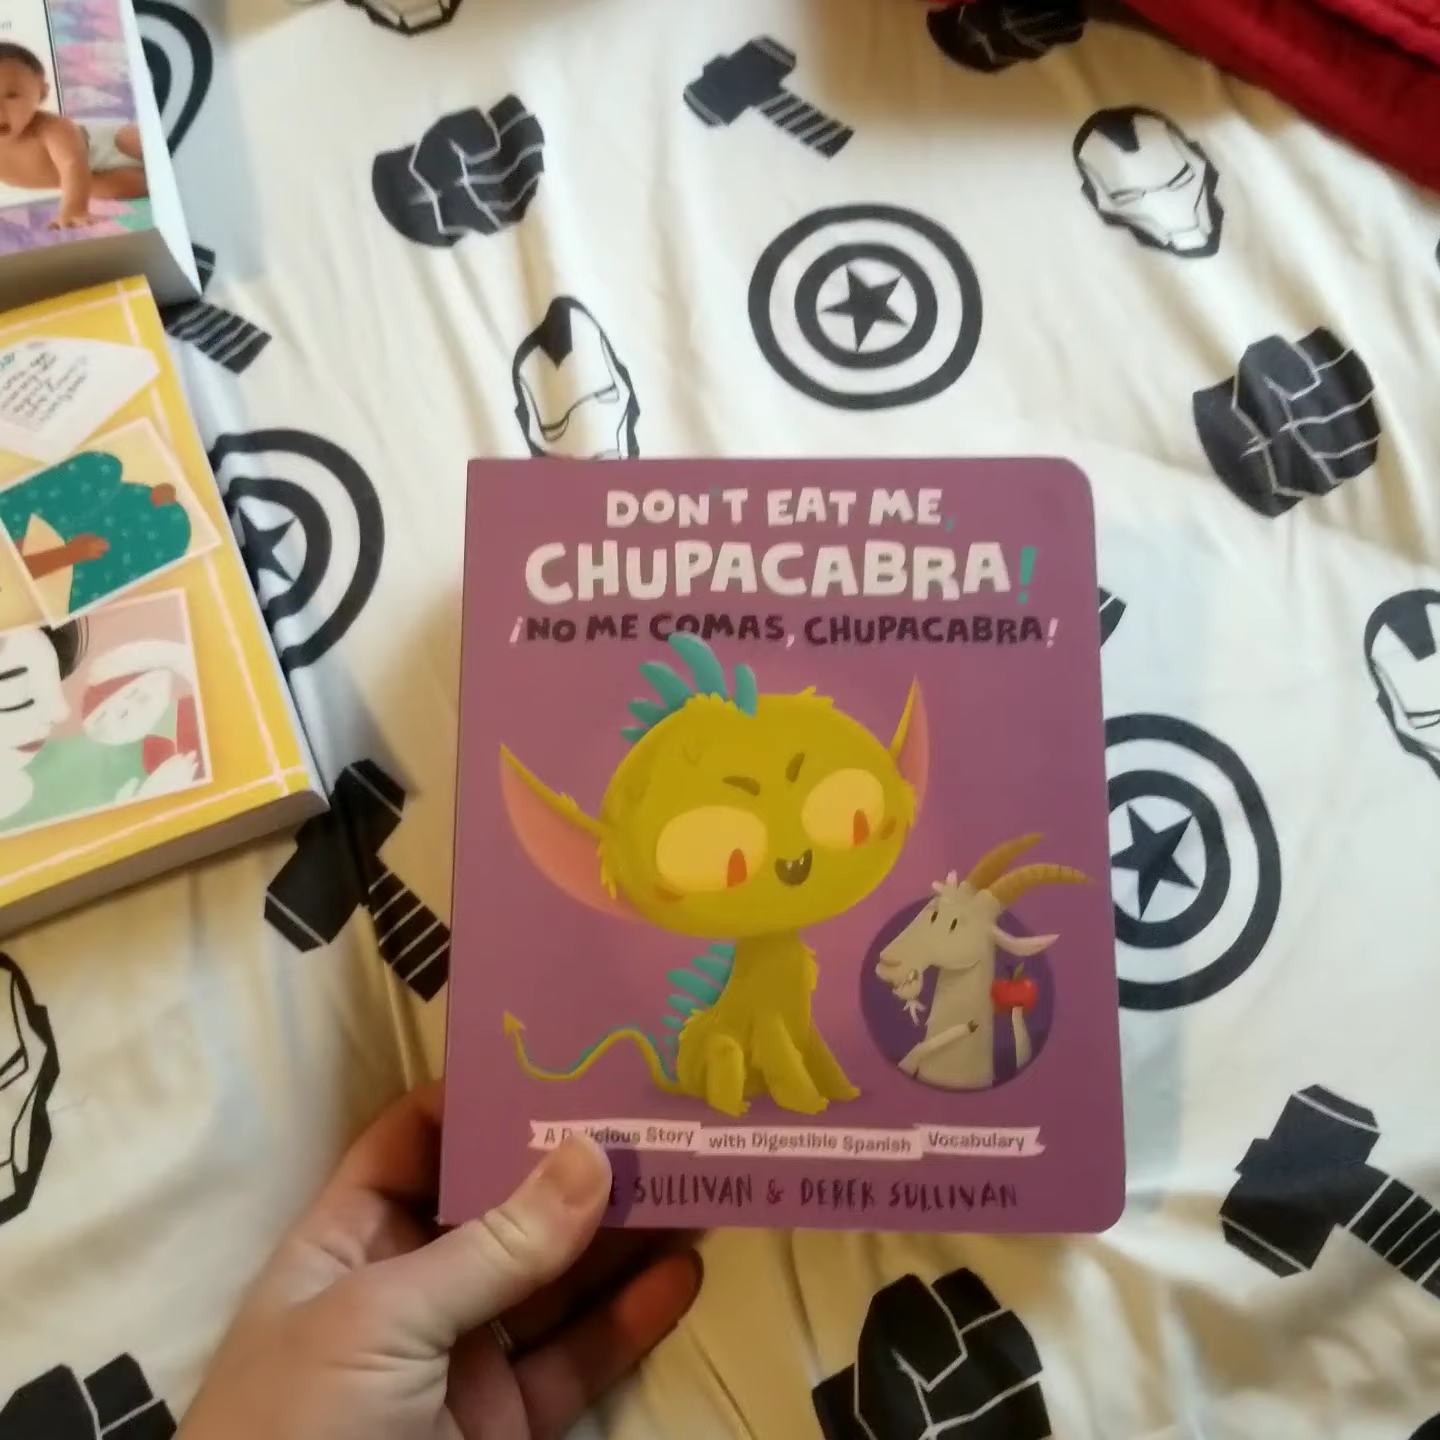 DON'T EAT ME,
CHUPACABRA!
¡NO ME COMAS, CHUPACABRA!
A Delicious Story with Digestible Spanish Vocabulary
SULLIVAN & DEREK SULLIVAN